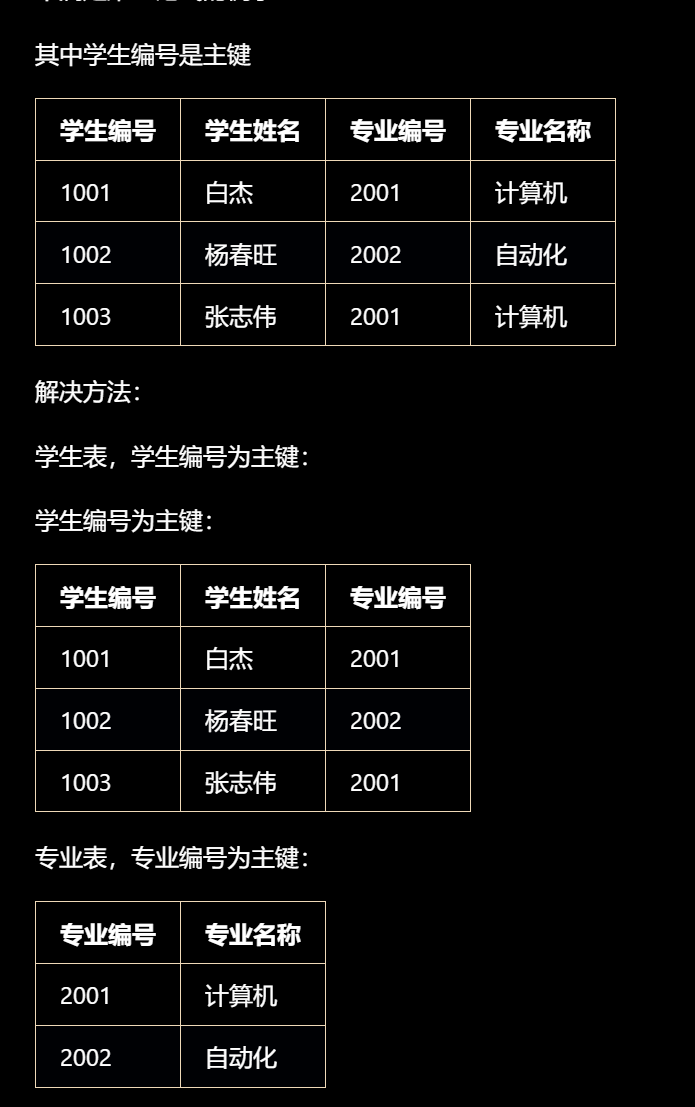 其中学生编号是主键
学生编号 学生姓名 专业编号 专业名称
1001 白杰 2001 计算机
1002 杨春旺 2002 自动化
1003 张志伟 2001 计算机
解决方法：
学生表，学生编号为主键：
学生编号为主键：
学生编号 学生姓名 专业编号
1001 白杰 2001
1002 杨春旺 2002
1003 张志伟 2001
专业表，专业编号为主键：
专业编号 专业名称
2001 计算机
2002 自动化